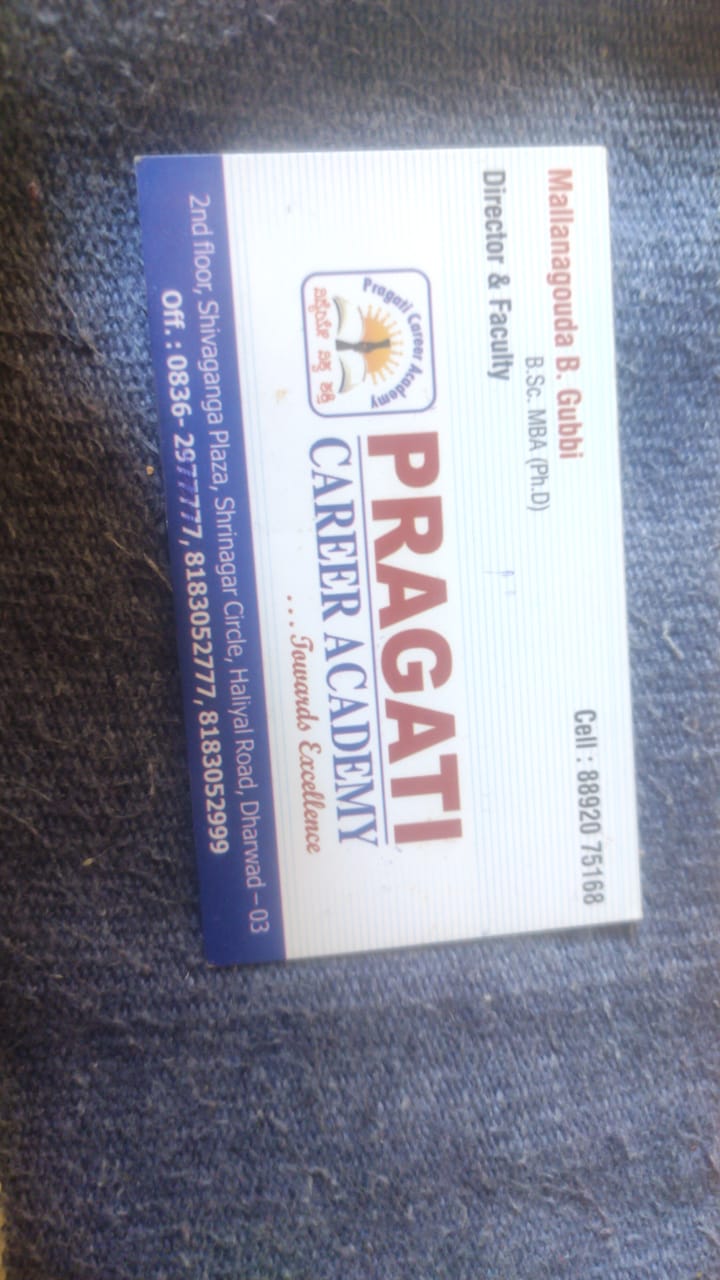 Mallanagouda B. Gubbi
B.Sc. MBA (Ph.D)
Director & Faculty
Cell : 88920 75168
Pragati Career Academy
PRAGATI
CAREER ACADEMY
...Towards Excellence
2nd floor, Shivaganga Plaza, Shrinagar Circle, Haliyal Road, Dharwad – 03
Off. : 0836- 2977777, 8183052777, 8183052999